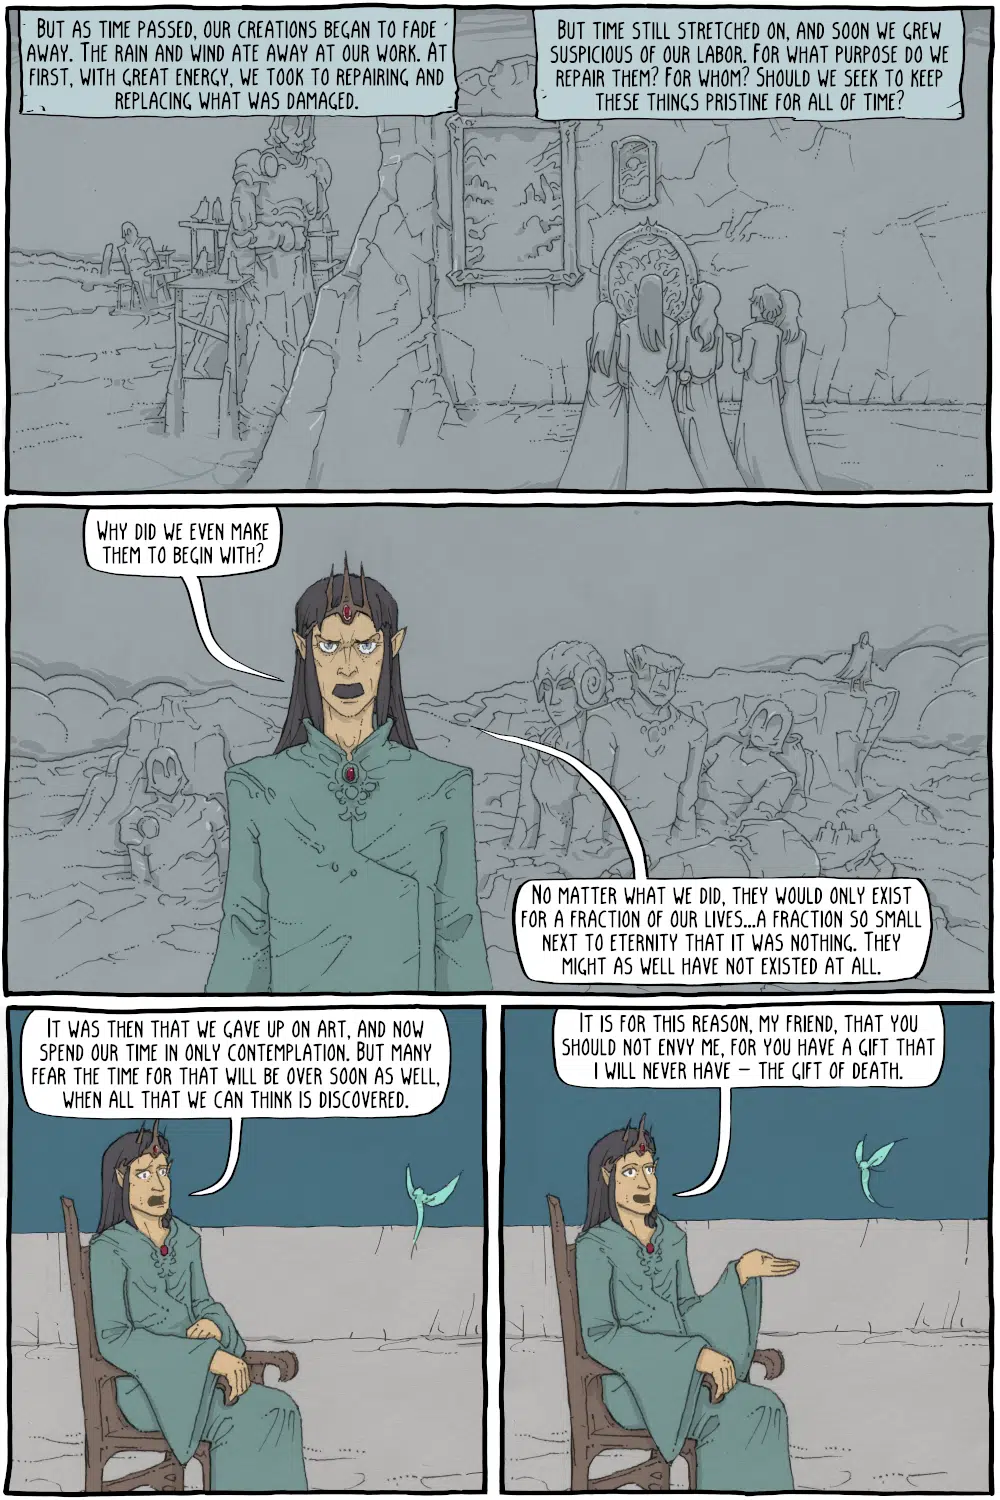 But as time passed, our creations began to fade
away. The rain and wind ate away at our work. At
first, with great energy, we took to repairing and
replacing what was damaged.
But time still stretched on, and soon we grew
suspicious of our labor. For what purpose do we
repair them? For whom? Should we seek to keep
these things pristine for all of time?
Why did we even make
them to begin with?
No matter what we did, they would only exist
for a fraction of our lives...a fraction so small
next to eternity that it was nothing. They
might as well have not existed at all.
It was then that we gave up on art, and now
spend our time in only contemplation. But many
fear the time for that will be over soon as well,
when all that we can think is discovered.
It is for this reason, my friend, that you
should not envy me, for you have a gift that
I will never have – the gift of death.